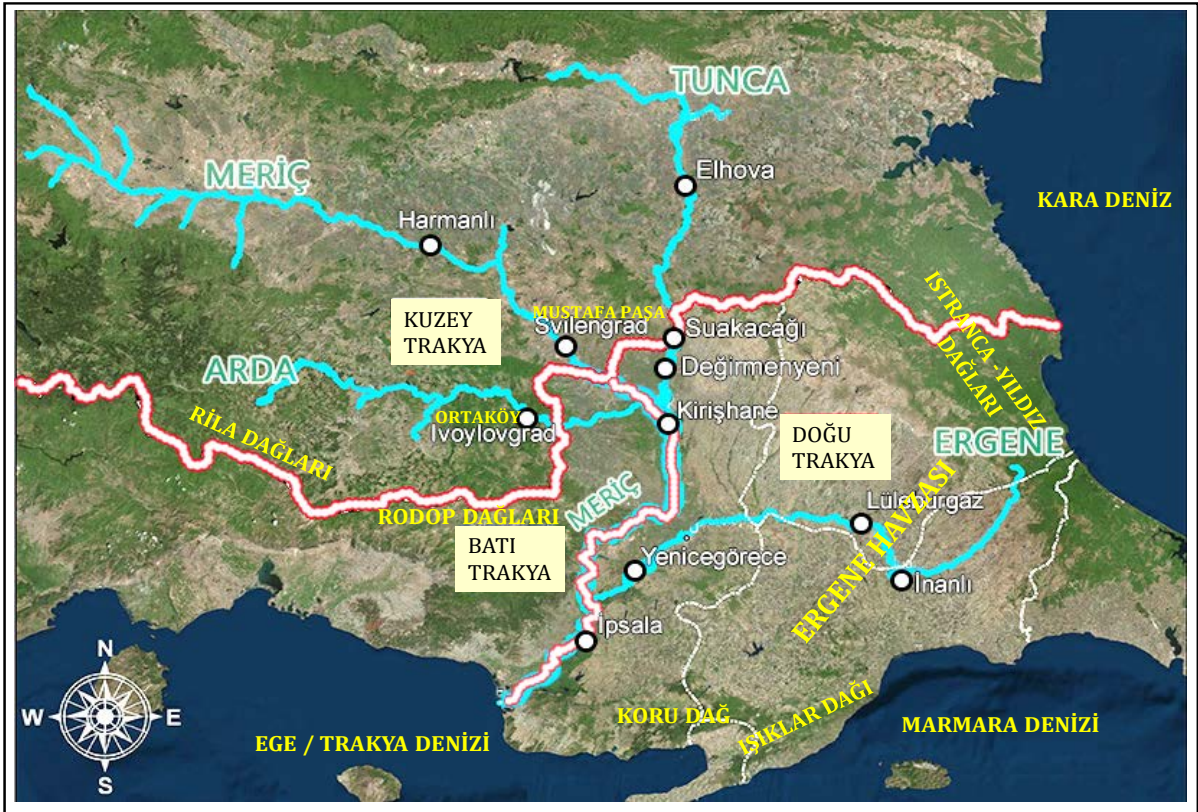 TUNCA
MERİÇ
Elhova
KARA DENİZ
Harmanlı
ISTRANCA -YILDIZ
DAĞLARI
MUSTAFA PAŞA
Svilengrad
Suakacağı
KUZEY
TRAKYA
ARDA
Değirmenyeni
ORTAKÖY
Ivoylovgrad
Kirişhane
RİLA DAĞLARI
DOĞU
TRAKYA
ERGENE
RODOP DAĞLARI
MERİÇ
Lüleburgaz
BATI
TRAKYA
Yenicegörece
ERGENE HAVZASI
İnanlı
İpsala
N
W
E
S
KORU DAĞ
IŞIKLAR DAĞI
MARMARA DENİZİ
EGE / TRAKYA DENİZİ